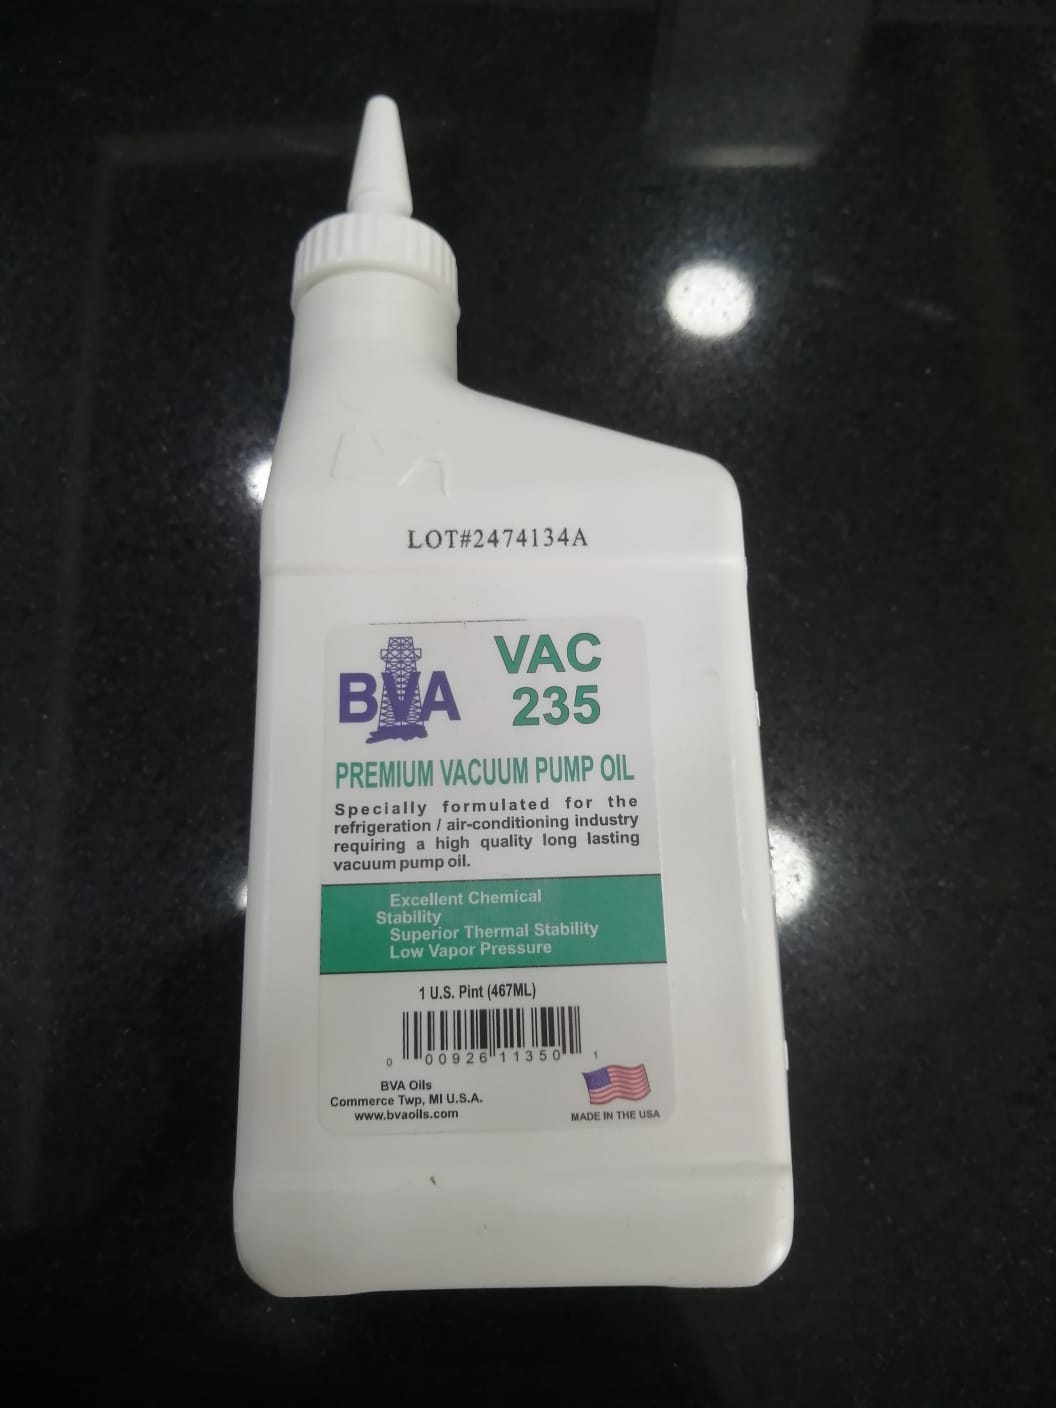 LOT#2474134A
BVA
VAC
235
PREMIUM VACUUM PUMP OIL
Specially formulated for the
refrigeration / air-conditioning industry
requiring a high quality long lasting
vacuum pump oil.
Excellent Chemical
Stability
Superior Thermal Stability
Low Vapor Pressure
1 U.S. Pint (467ML)
0 00926 11350 1
BVA Oils
Commerce Twp, MI U.S.A.
www.bvaoils.com
MADE IN THE USA